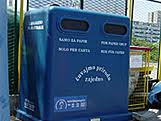 SAMO ZA PAPIR
SOLO PER CARTA
FOR PAPER ONLY
NUR FÜR PAPIER
čuvajmo prirodu
zajedno